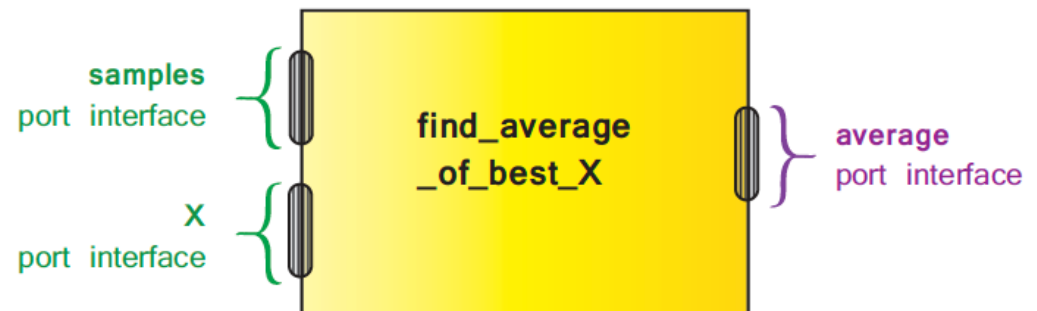 samples
port interface
X
port interface
find_average
_of_best_X
average
port interface